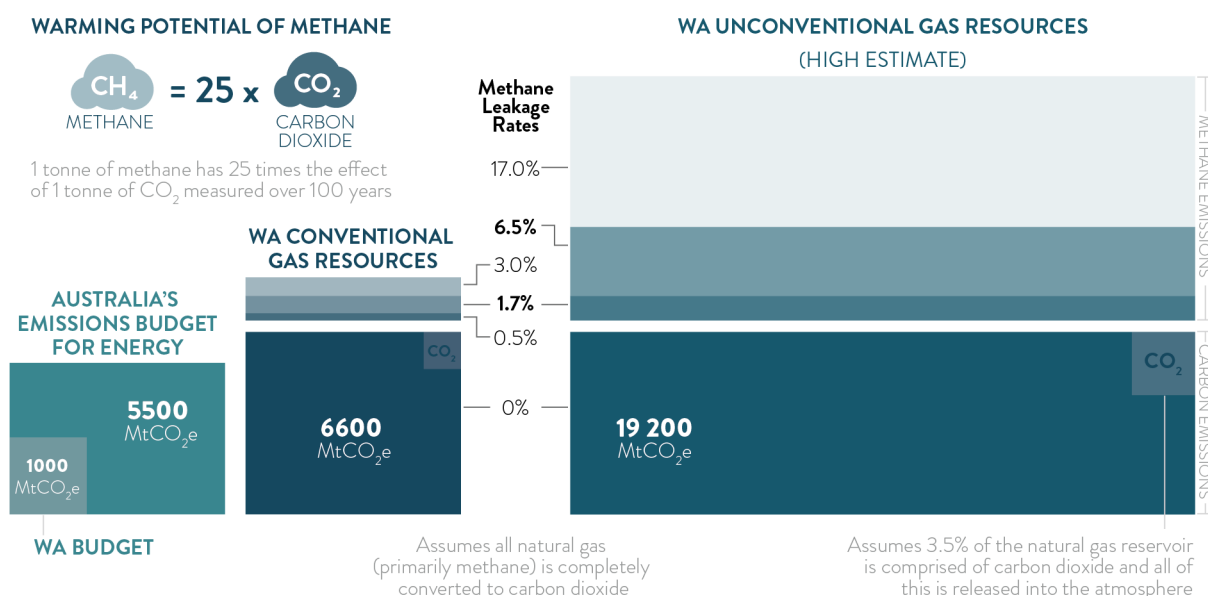 WARMING POTENTIAL OF METHANE
CH4 = 25 x CO2
METHANE
CARBON
DIOXIDE
1 tonne of methane has 25 times the effect
of 1 tonne of CO2 measured over 100 years
WA UNCONVENTIONAL GAS RESOURCES
(HIGH ESTIMATE)
Methane
Leakage
Rates
17.0%
6.5%
3.0%
1.7%
0.5%
0%
METHANE EMISSIONS
CARBON EMISSIONS
WA CONVENTIONAL
GAS RESOURCES
CO2
6600
MtCO2e
AUSTRALIA'S
EMISSIONS BUDGET
FOR ENERGY
5500
MtCO2e
1000
MtCO2e
WA BUDGET
19 200
MtCO2e
CO2
Assumes all natural gas
(primarily methane) is completely
converted to carbon dioxide
Assumes 3.5% of the natural gas reservoir
is comprised of carbon dioxide and all of
this is released into the atmosphere